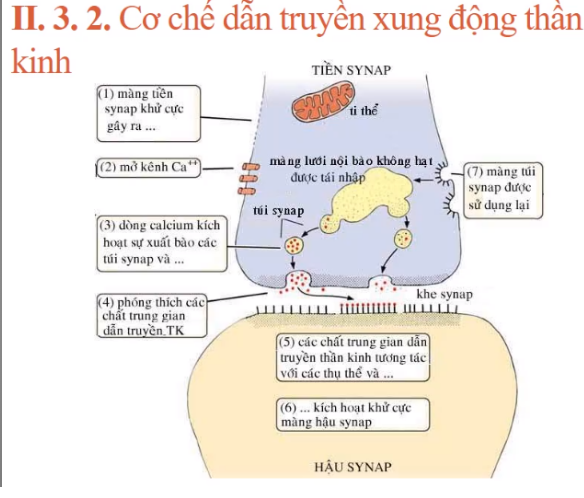 II. 3. 2. Cơ chế dẫn truyền xung động thần
kinh
TIỀN SYNAP
(1) màng tiền
synap khử cực
gây ra ...
ti thể
(2) mở kênh Ca++
màng lưới nội bào không hạt
được tái nhập
(7) màng túi
synap được
sử dụng lại
túi synap
(3) dòng calcium kích
hoạt sự xuất bào các
túi synap và ...
khe synap
(4) phóng thích các
chất trung gian
dẫn truyền TK
(5) các chất trung gian dẫn
truyền thần kinh tương tác
với các thụ thể và ...
(6) ... kích hoạt khử cực
màng hậu synap
HẬU SYNAP